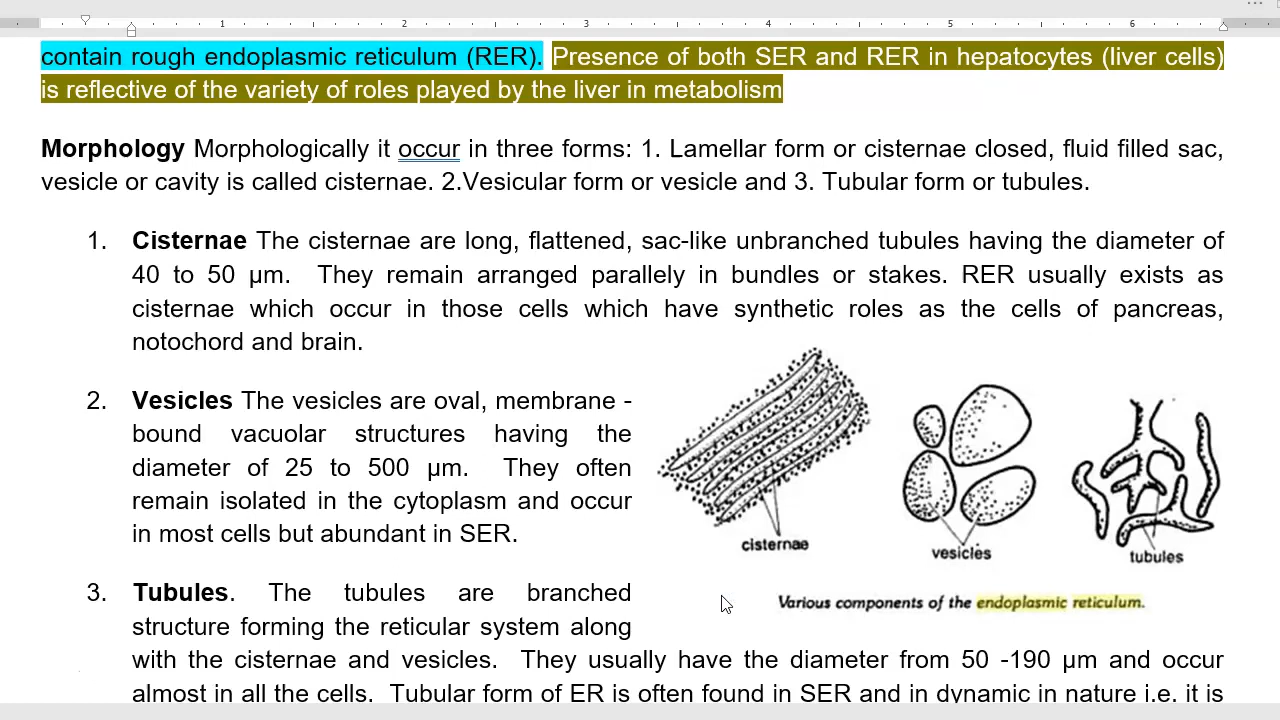 1 2 3 4 5 6
contain rough endoplasmic reticulum (RER). Presence of both SER and RER in hepatocytes (liver cells)
is reflective of the variety of roles played by the liver in metabolism
Morphology Morphologically it occur in three forms: 1. Lamellar form or cisternae closed, fluid filled sac,
vesicle or cavity is called cisternae. 2.Vesicular form or vesicle and 3. Tubular form or tubules.
1. Cisternae The cisternae are long, flattened, sac-like unbranched tubules having the diameter of
40 to 50 μm. They remain arranged parallely in bundles or stakes. RER usually exists as
cisternae which occur in those cells which have synthetic roles as the cells of pancreas,
notochord and brain.
2. Vesicles The vesicles are oval, membrane -
bound vacuolar structures having the
diameter of 25 to 500 μm. They often
remain isolated in the cytoplasm and occur
in most cells but abundant in SER.
cisternae
vesicles
tubules
Various components of the endoplasmic reticulum.
3. Tubules. The tubules are branched
structure forming the reticular system along
with the cisternae and vesicles. They usually have the diameter from 50 -190 μm and occur
almost in all the cells. Tubular form of ER is often found in SER and in dynamic in nature i.e. it is